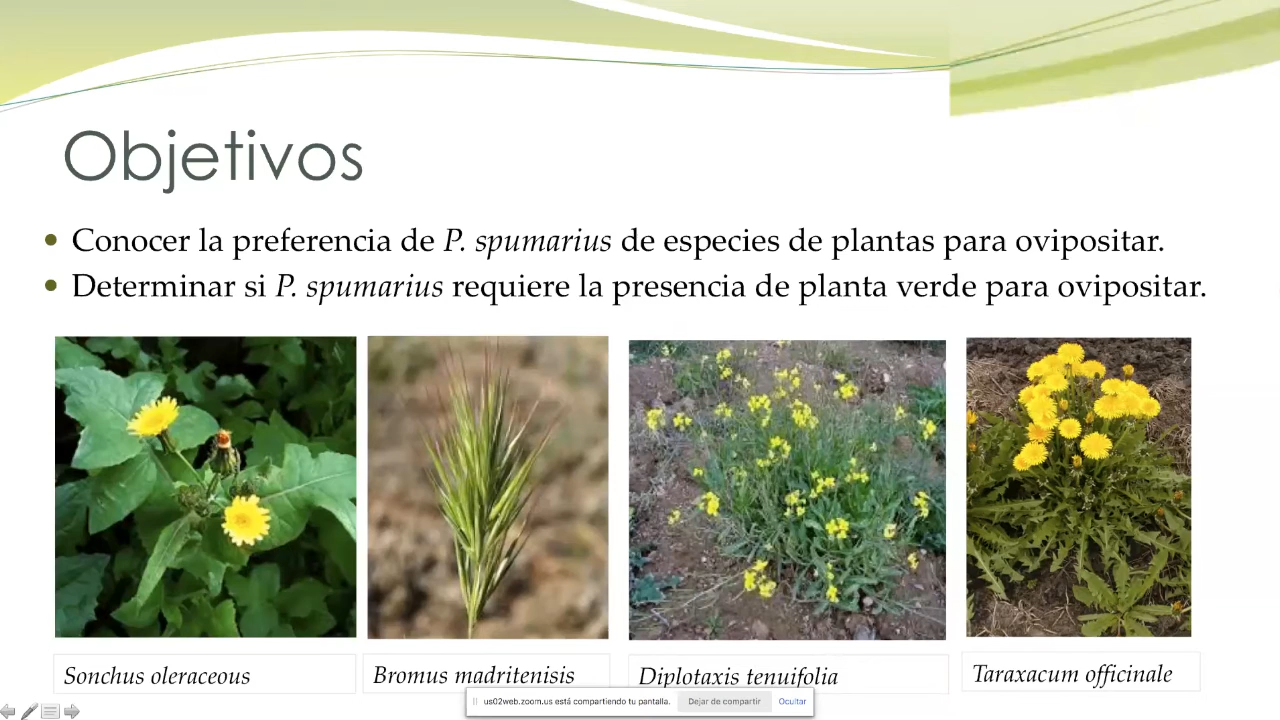 Objetivos
• Conocer la preferencia de P. spumarius de especies de plantas para ovipositar.
• Determinar si P. spumarius requiere la presencia de planta verde para ovipositar.
Sonchus oleraceous
Bromus madritenisis
Diplotaxis tenuifolia
Taraxacum officinale
us02web.zoom.us está compartiendo tu pantalla.
Dejar de compartir
Ocultar